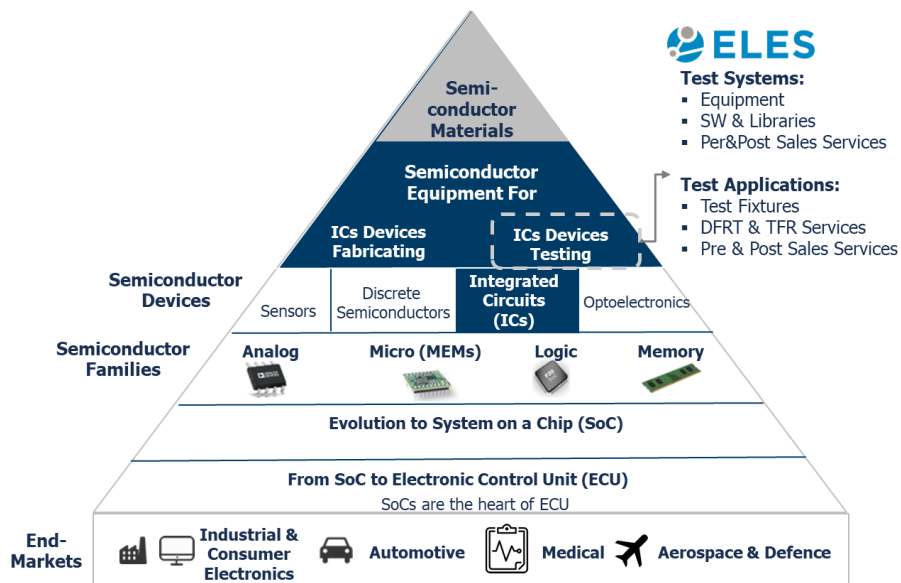 Semi-
conductor
Materials
ELES
Test Systems:
▪ Equipment
▪ SW & Libraries
▪ Per&Post Sales Services
Semiconductor
Equipment For
Test Applications:
▪ Test Fixtures
▪ DFRT & TFR Services
▪ Pre & Post Sales Services
ICs Devices
Fabricating
ICs Devices
Testing
Semiconductor
Devices
Sensors
Discrete
Semiconductors
Integrated
Circuits
(ICs)
Optoelectronics
Semiconductor
Families
Analog
Micro (MEMs)
Logic
Memory
Evolution to System on a Chip (SoC)
From SoC to Electronic Control Unit (ECU)
SoCs are the heart of ECU
End-
Markets
Industrial &
Consumer
Electronics
Automotive
Medical
Aerospace & Defence